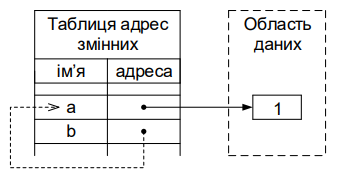 Таблиця адрес
змінних
ім’я адреса
a
b
Область
даних
1